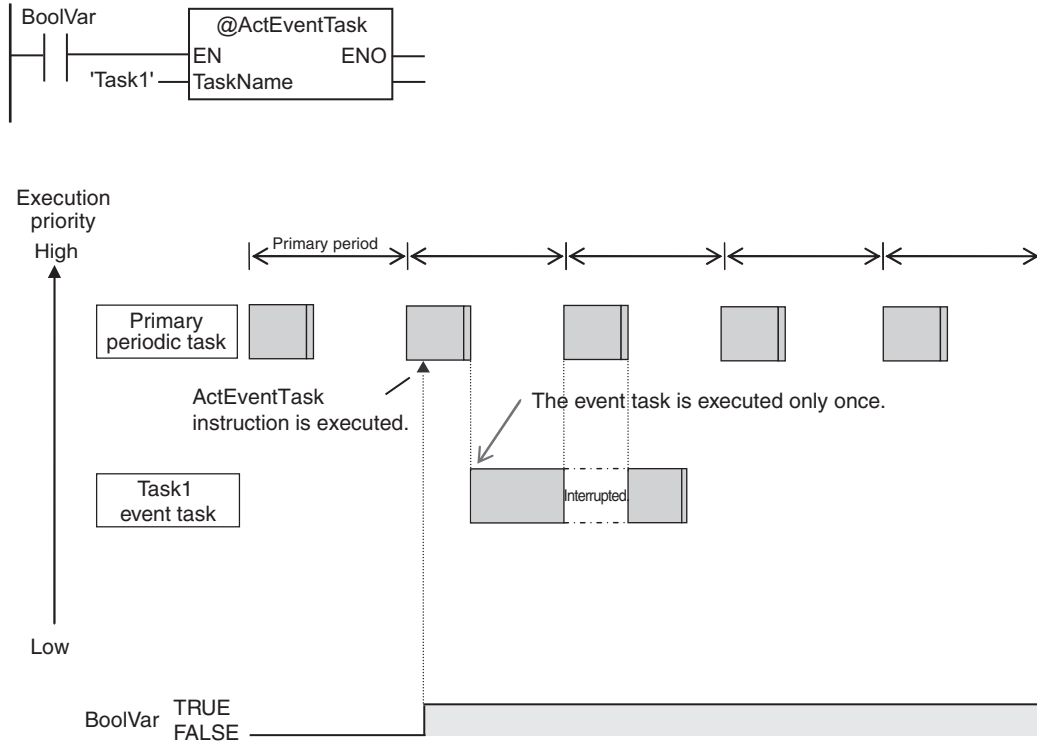 BoolVar
@ActEventTask
EN ENO
'Task1' TaskName
Execution
priority
High
Primary period
Primary
periodic task
ActEventTask
instruction is executed.
The event task is executed only once.
Task1
event task
Interrupted.
Low
BoolVar TRUE
FALSE